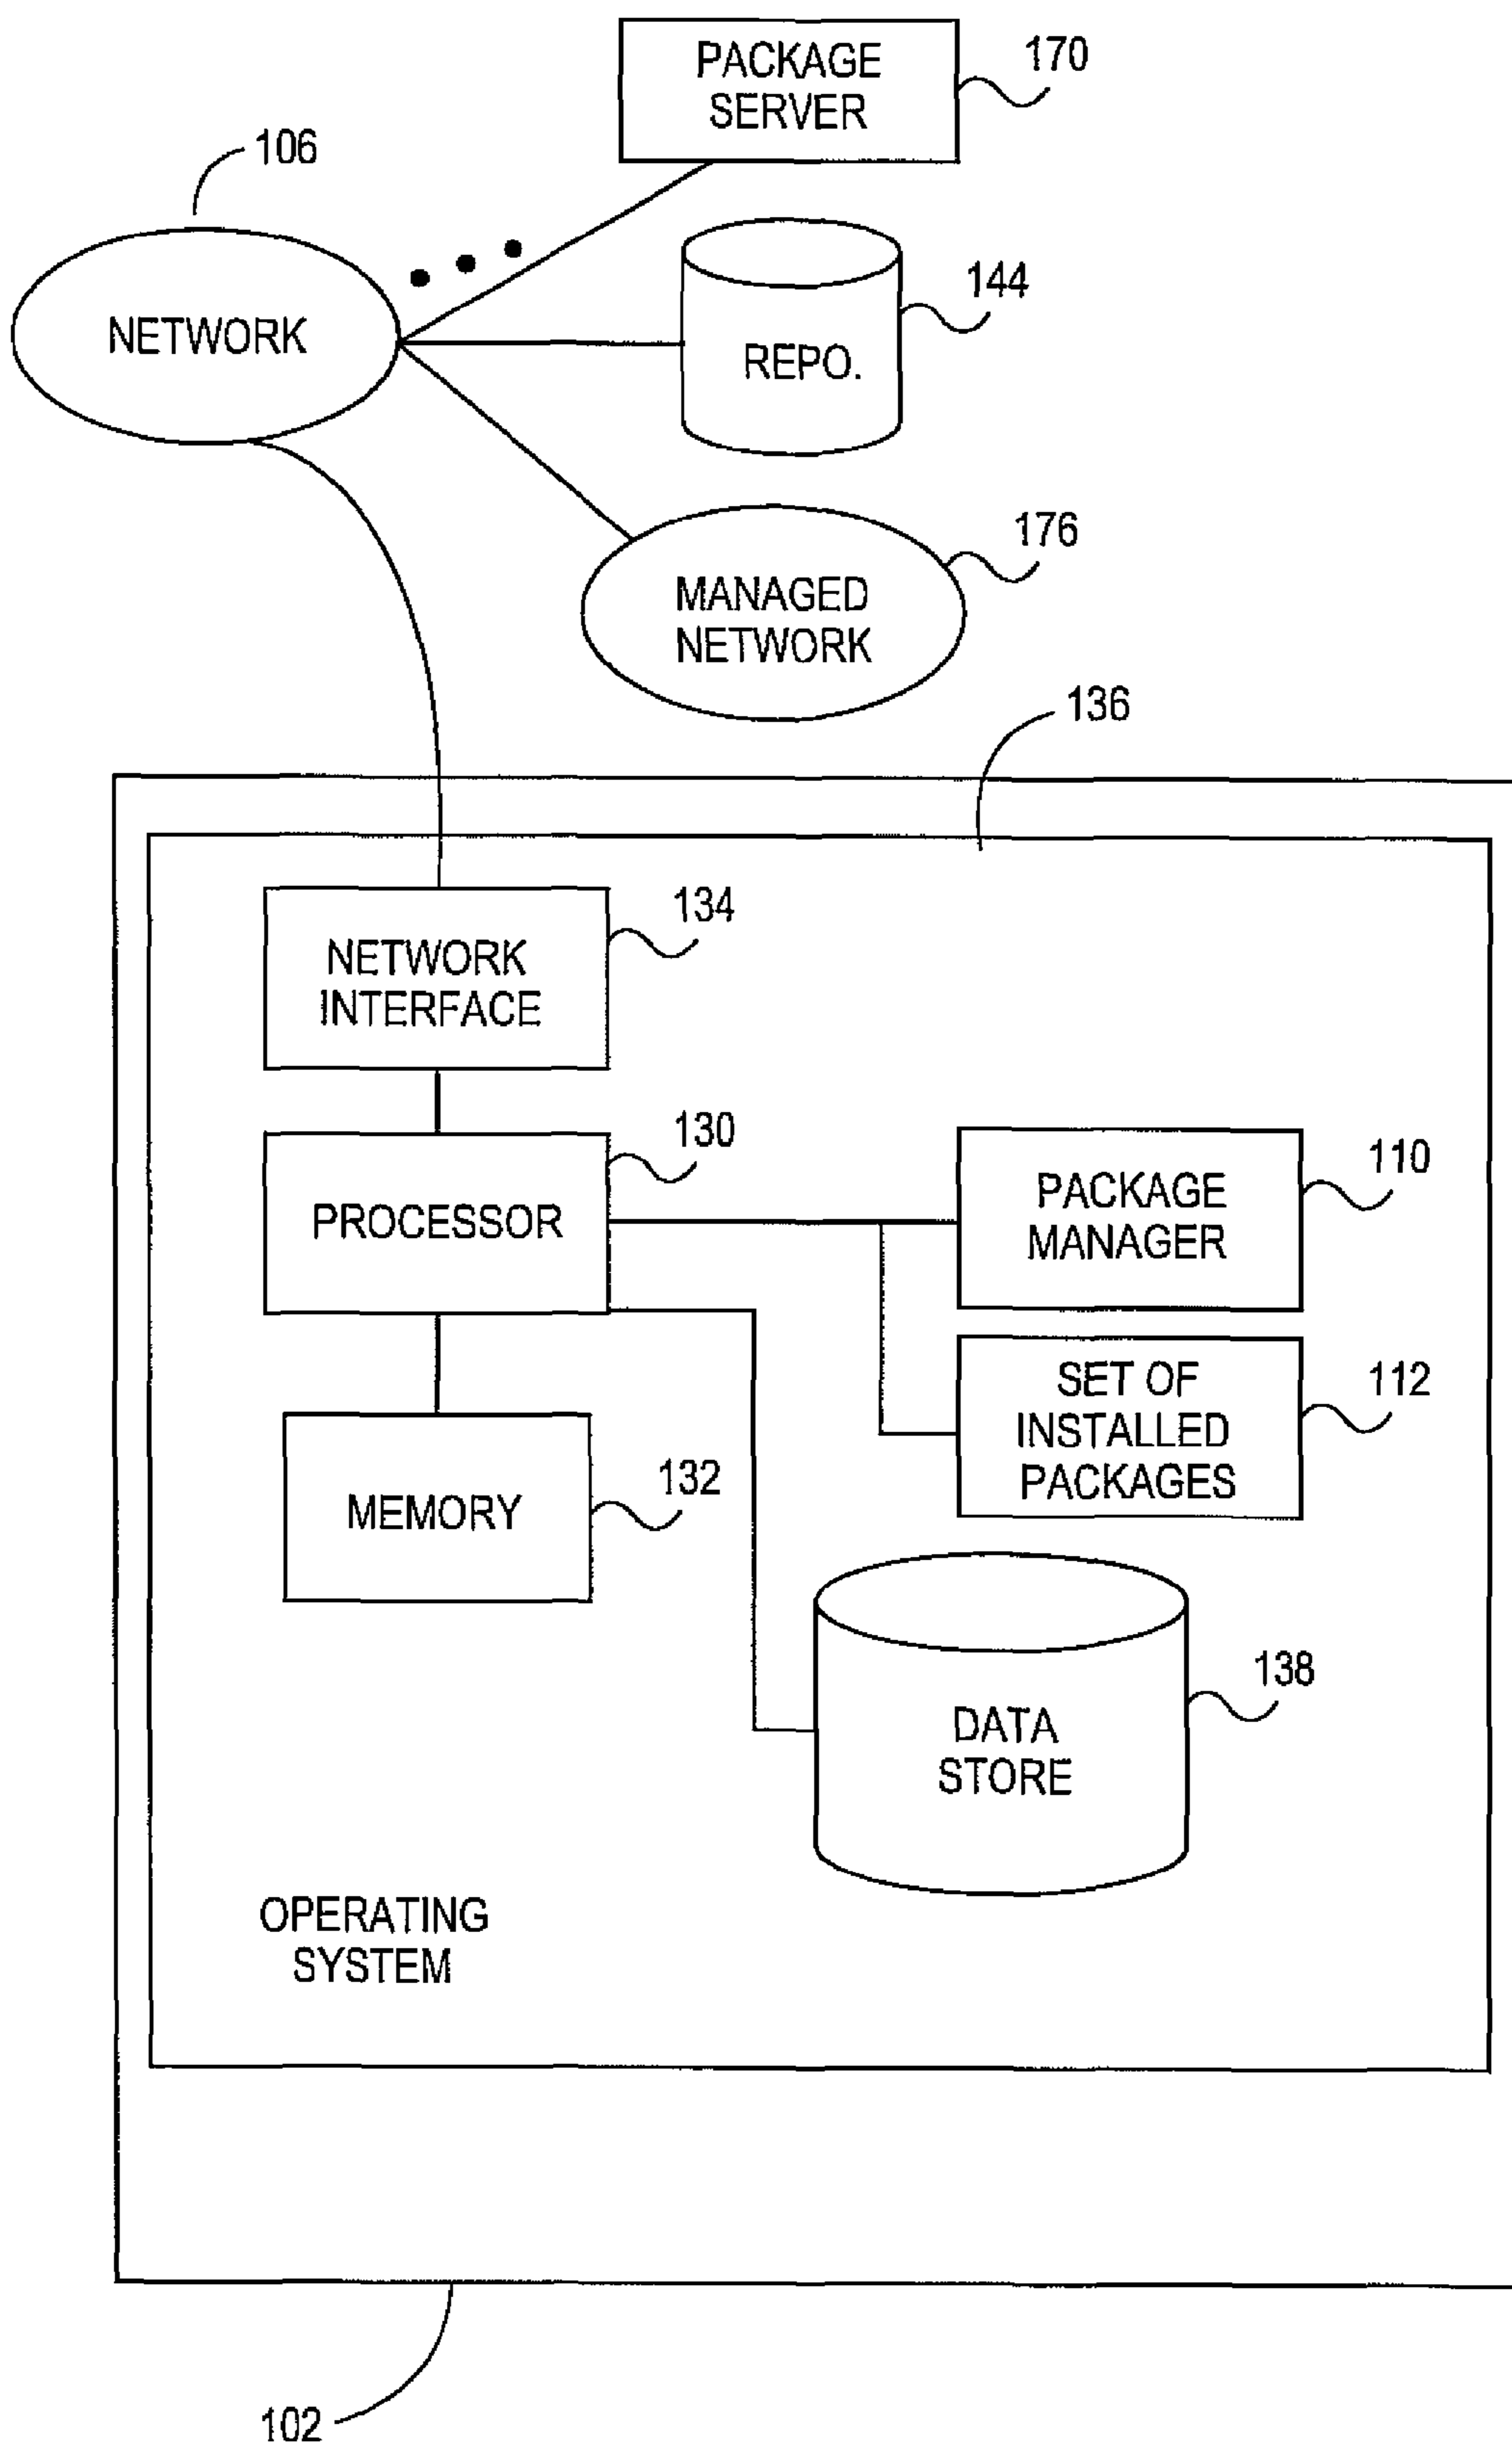 PACKAGE
SERVER
170
106
NETWORK
144
REPO.
176
MANAGED
NETWORK
136
134
NETWORK
INTERFACE
130
PROCESSOR
110
PACKAGE
MANAGER
112
SET OF
INSTALLED
PACKAGES
132
MEMORY
138
DATA
STORE
OPERATING
SYSTEM
102